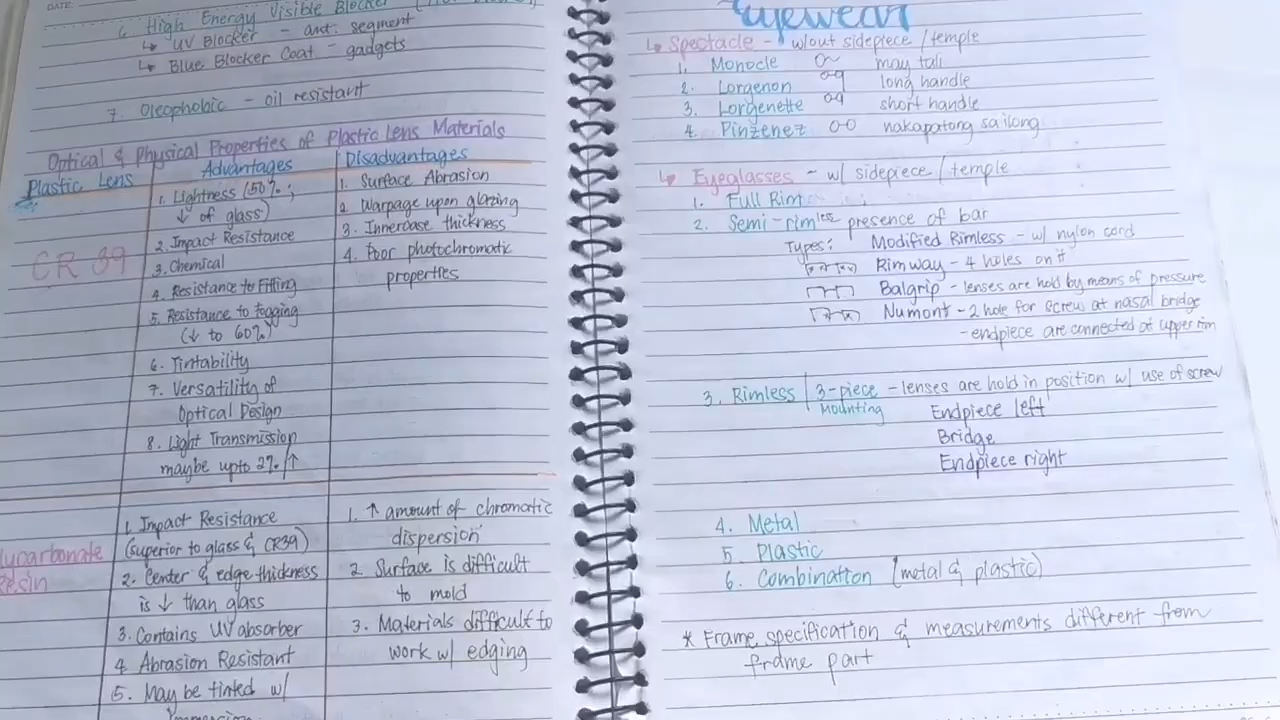 DATE:
6. High Energy Visible Blocker
↳ UV Blocker - ant. segment
↳ Blue Blocker Coat - gadgets
7. Oleophobic - oil resistant
Optical & Physical Properties of Plastic Lens Materials
Plastic Lens Advantages Disadvantages
CR 39
1. Lightness (50% ;
↓ of glass)
2. Impact Resistance
3. Chemical
4. Resistance to Fitting
5. Resistance to fogging
(↓ to 60%)
6. Tintability
7. Versatility of
Optical Design
8. Light Transmission
maybe upto 2% ↑
1. Surface Abrasion
2. Warpage upon glazing
3. Innercase thickness
4. Poor photochromatic
properties
lycarbonate
Resin
1. Impact Resistance
(superior to glass & CR39)
2. Center & edge thickness
is ↓ than glass
3. Contains UV absorber
4. Abrasion Resistant
5. May be tinted w/
1. ↑ amount of chromatic
dispersion
2. Surface is difficult
to mold
3. Materials difficult to
work w/ edging
Eyewear
↳ Spectacle - w/out sidepiece / temple
1. Monocle may tali
2. Lorgenon long handle
3. Lorgenette short handle
4. Pinzenez nakapatong sa ilong
↳ Eyeglasses - w/ sidepiece / temple
1. Full Rim
2. Semi-rimless presence of bar
Types: Modified Rimless - w/ nylon cord
Rimway - 4 holes on it
Balgrip - lenses are hold by means of pressure
Numont - 2 hole for screw at nasal bridge
- endpiece are connected at upper rim
3. Rimless | 3-piece - lenses are hold in position w/ use of screw
Mounting Endpiece left
Bridge
Endpiece right
4. Metal
5. Plastic
6. Combination (metal & plastic)
* Frame specification & measurements different from
frame part